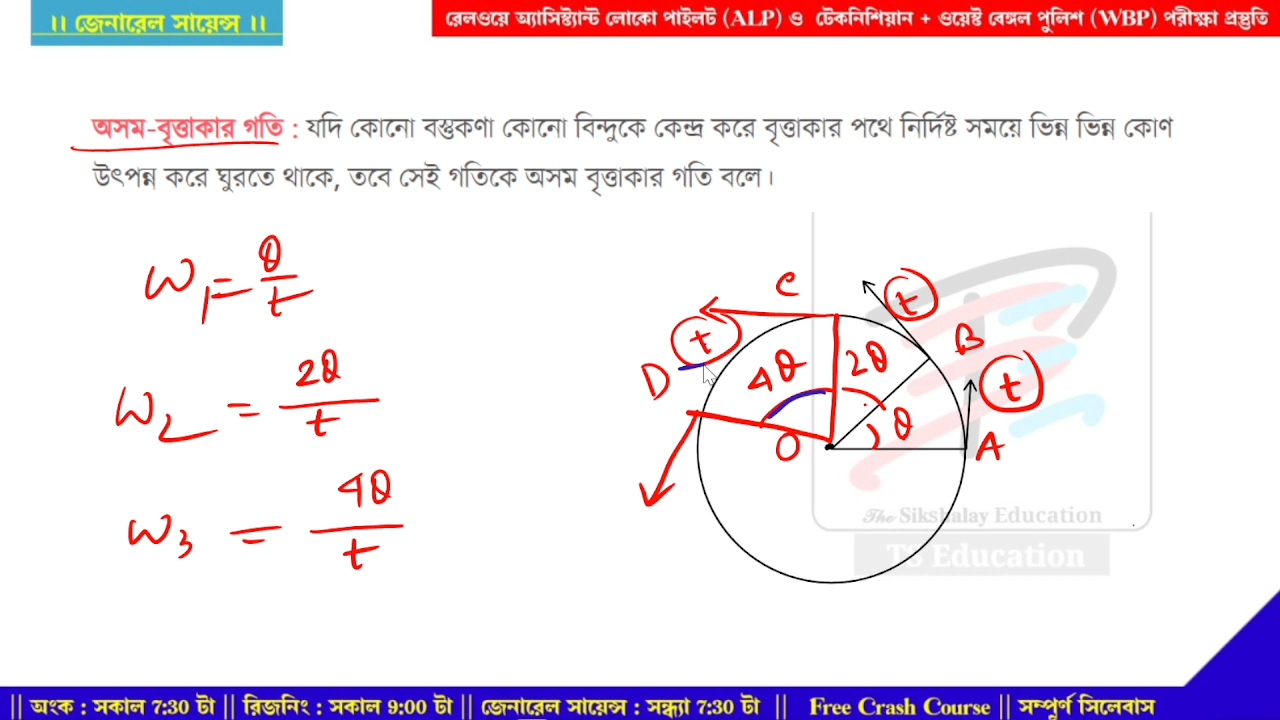 ।। জেনারেল সায়েন্স ।।
রেলওয়ে অ্যাসিস্ট্যান্ট লোকো পাইলট (ALP) ও টেকনিশিয়ান + ওয়েস্ট বেঙ্গল পুলিশ (WBP) পরীক্ষা প্রস্তুতি
অসম-বৃত্তাকার গতি : যদি কোনো বস্তুকণা কোনো বিন্দুকে কেন্দ্র করে বৃত্তাকার পথে নির্দিষ্ট সময়ে ভিন্ন ভিন্ন কোণ
উৎপন্ন করে ঘুরতে থাকে, তবে সেই গতিকে অসম বৃত্তাকার গতি বলে।
ω₁ = θ/t
ω₂ = 2θ/t
ω₃ = 4θ/t
C
t
t
B
D
4θ
2θ
t
θ
O
A
The Sikshalay Education
TS Education
|| অংক : সকাল 7:30 টা || রিজনিং : সকাল 9:00 টা || জেনারেল সায়েন্স : সন্ধ্যা 7:30 টা || Free Crash Course || সম্পূর্ণ সিলেবাস